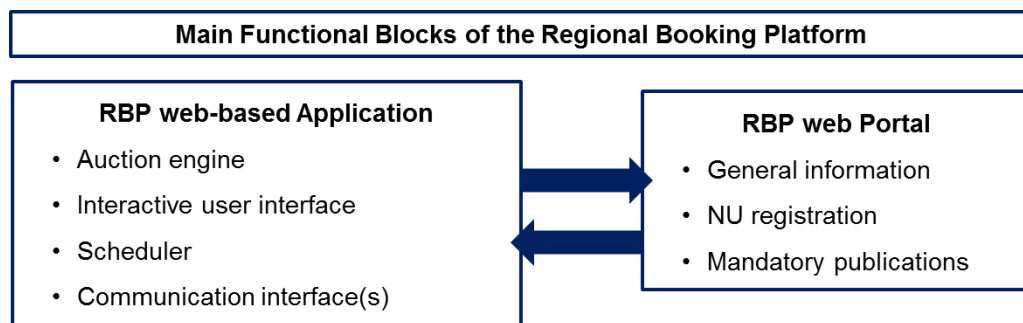 Main Functional Blocks of the Regional Booking Platform
RBP web-based Application
• Auction engine
• Interactive user interface
• Scheduler
• Communication interface(s)
RBP web Portal
• General information
• NU registration
• Mandatory publications